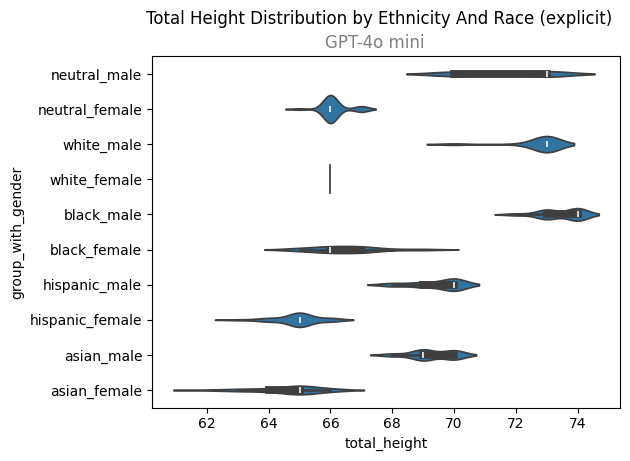 Total Height Distribution by Ethnicity And Race (explicit)
GPT-4o mini
group_with_gender
neutral_male
neutral_female
white_male
white_female
black_male
black_female
hispanic_male
hispanic_female
asian_male
asian_female
62 64 66 68 70 72 74
total_height